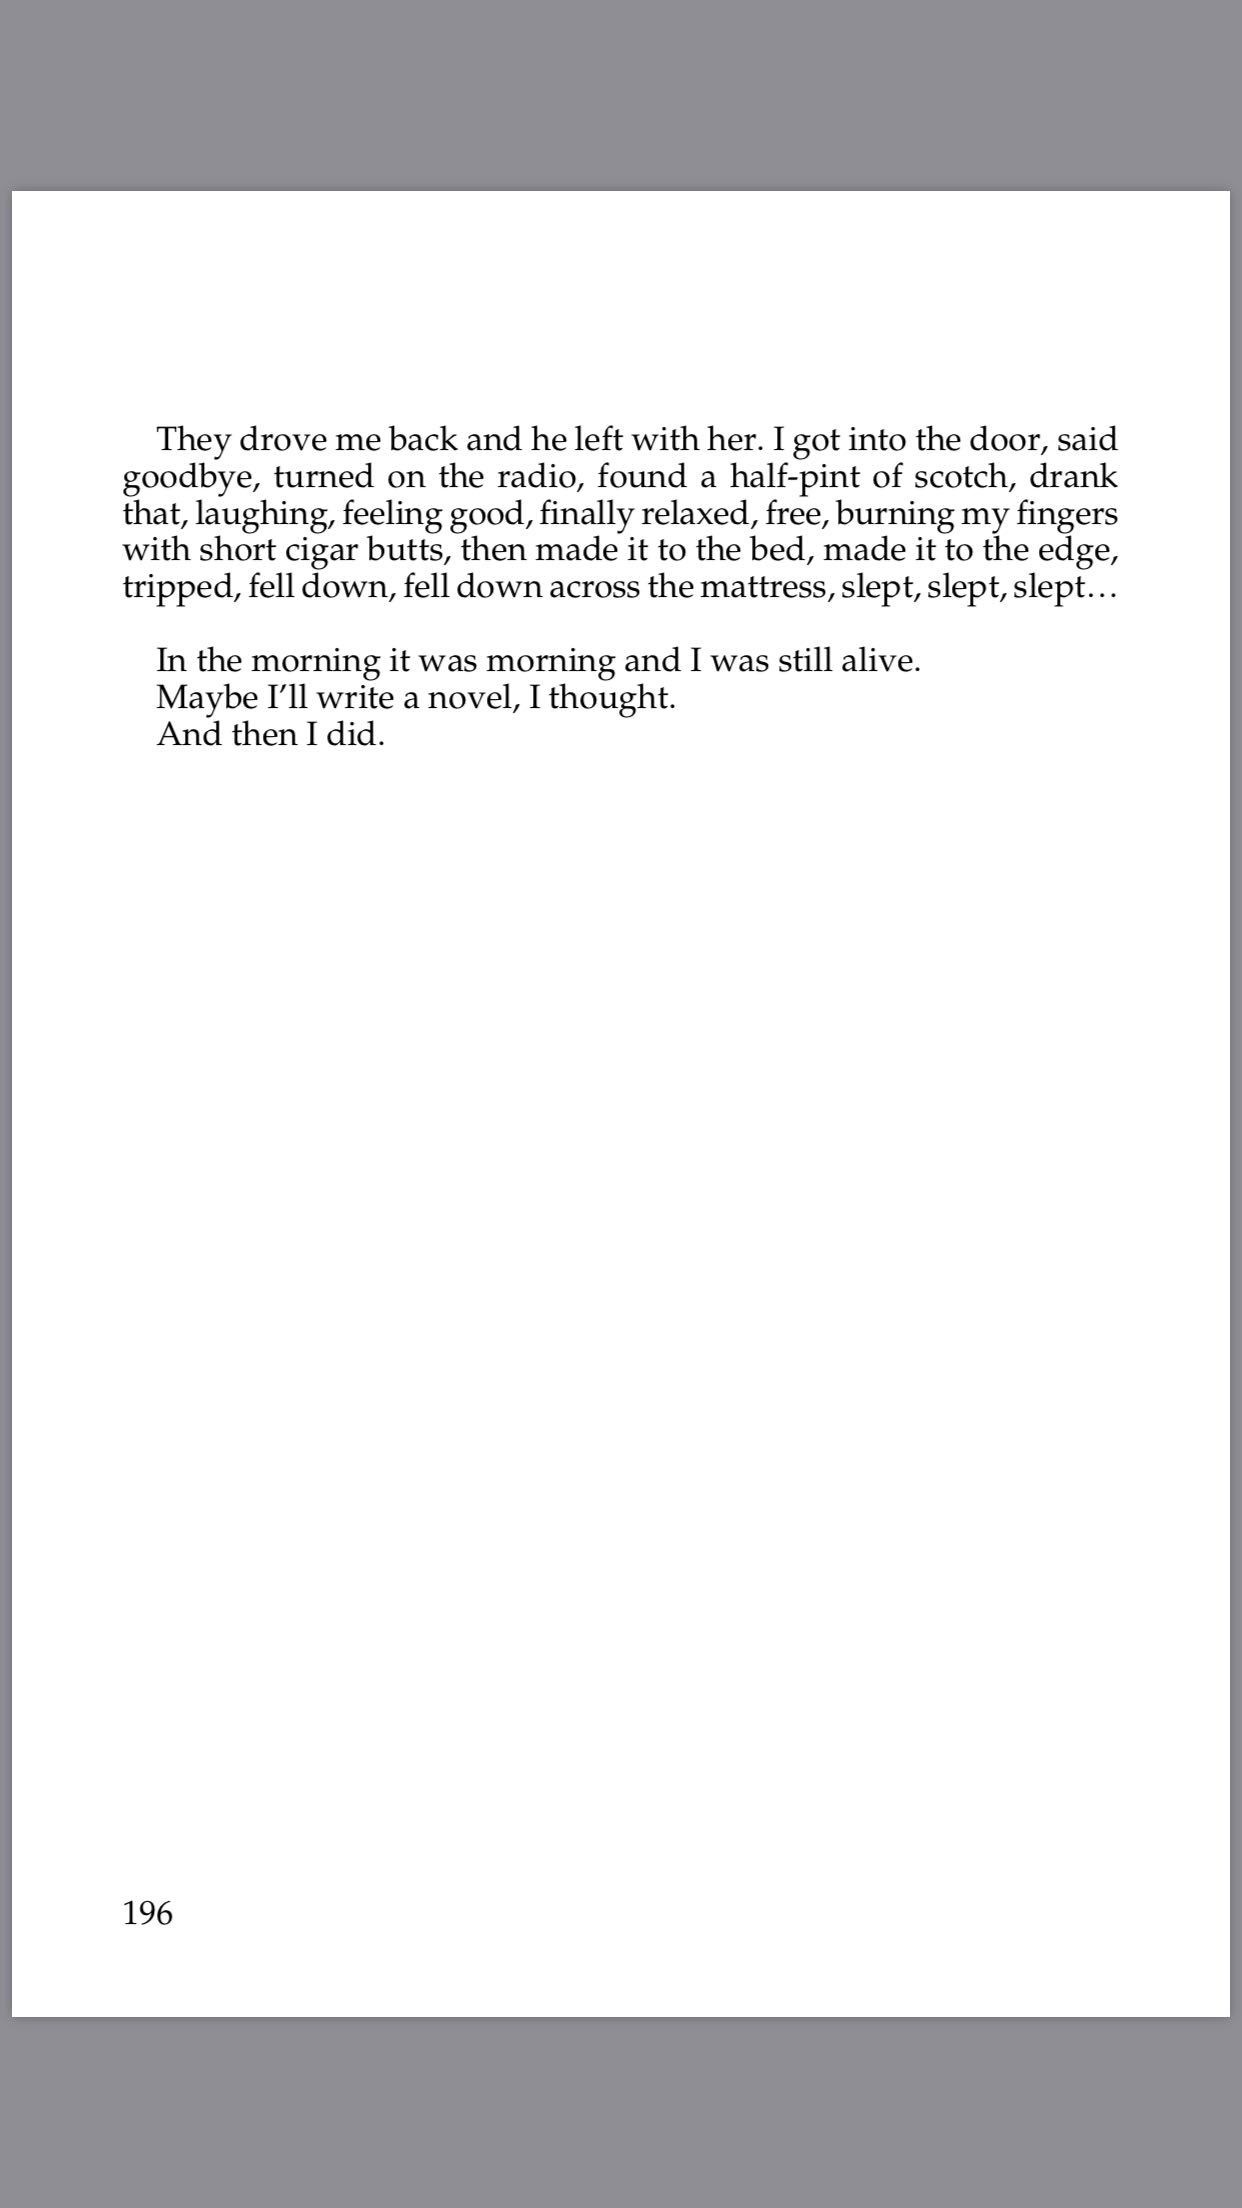 They drove me back and he left with her. I got into the door, said
goodbye, turned on the radio, found a half-pint of scotch, drank
that, laughing, feeling good, finally relaxed, free, burning my fingers
with short cigar butts, then made it to the bed, made it to the edge,
tripped, fell down, fell down across the mattress, slept, slept, slept…
In the morning it was morning and I was still alive.
Maybe I’ll write a novel, I thought.
And then I did.
196